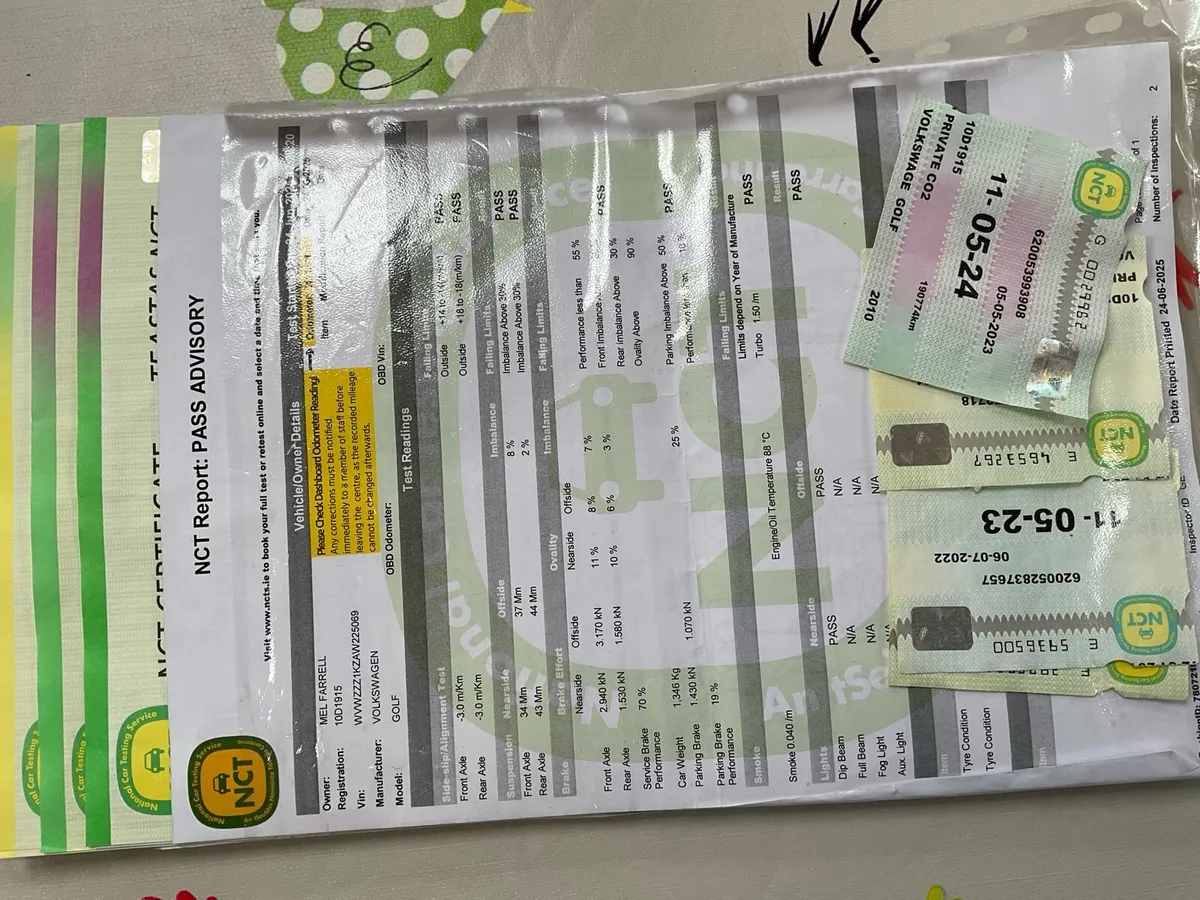 NCT Report: PASS ADVISORY
Visit www.ncts.ie to book your full test or retest online and select a date and time you.
Vehicle/Owner Details
Owner: MEL FARRELL
Registration: 10D1915
Vin: WVWZZZ1KZAW225069
Manufacturer: VOLKSWAGEN
Model: GOLF
Please Check Dashboard Odometer Reading
Any corrections must be notified
immediately to a member of staff before
leaving the centre, as the recorded mileage
cannot be changed afterwards.
OBD Odometer: OBD Vin:
Test Readings
Side-slip/Alignment Test Failing Limits
Front Axle -3.0 m/Km Outside PASS
Rear Axle -3.0 m/Km Outside +18 to -18(m/km) PASS
Suspension Nearside Offside Imbalance Failing Limits
Front Axle 34 Mm 37 Mm 8 % Imbalance Above 30% PASS
Rear Axle 43 Mm 44 Mm 2 % Imbalance Above 30% PASS
Brake Brake Effort Ovality Imbalance Failing Limits
Nearside Offside Nearside Offside Performance less than 55 %
Front Axle 2.940 kN 3.170 kN 11 % 8 % 7 % Front Imbalance PASS
Rear Axle 1.530 kN 1.580 kN 10 % 6 % 3 % Rear Imbalance Above 30 %
Service Brake 70 % Ovality Above 90 %
Performance
Car Weight 1,346 Kg Parking Imbalance Above 50 % PASS
Parking Brake 1.430 kN 1.070 kN 25 %
Parking Brake 19 %
Performance
Smoke Failing Limits Result
Limits depend on Year of Manufacture
Smoke 0.040 /m Engine/Oil Temperature 88 °C Turbo 1.50 /m PASS
Lights Nearside Offside
Dip Beam PASS PASS
Full Beam N/A N/A
Fog Light N/A N/A
Aux. Light
Item
Tyre Condition
Tyre Condition
Item
Date Report Printed 24-06-2025
of 1
Number of Inspections: 2
NCT
National Car Testing Service
NCT CERTIFICATE
TEASTAS NCT
10D1915
PRIVATE CO2
VOLKSWAGE GOLF
11-05-24
2010
190774km
05-05-2023
620053993908
G 0029962
NCT
E 4653267
NCT
11-05-23
06-07-2022
620052837657
E 5936500
NCT